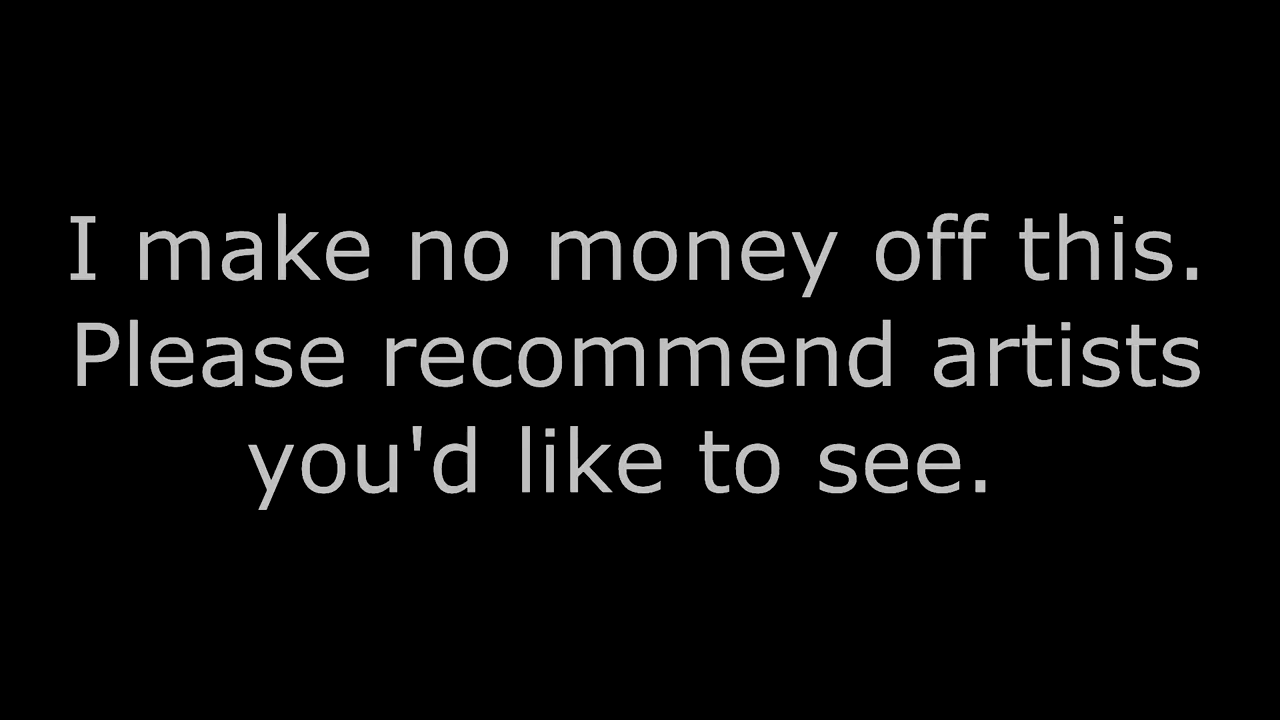 I make no money off this.
Please recommend artists
you'd like to see.